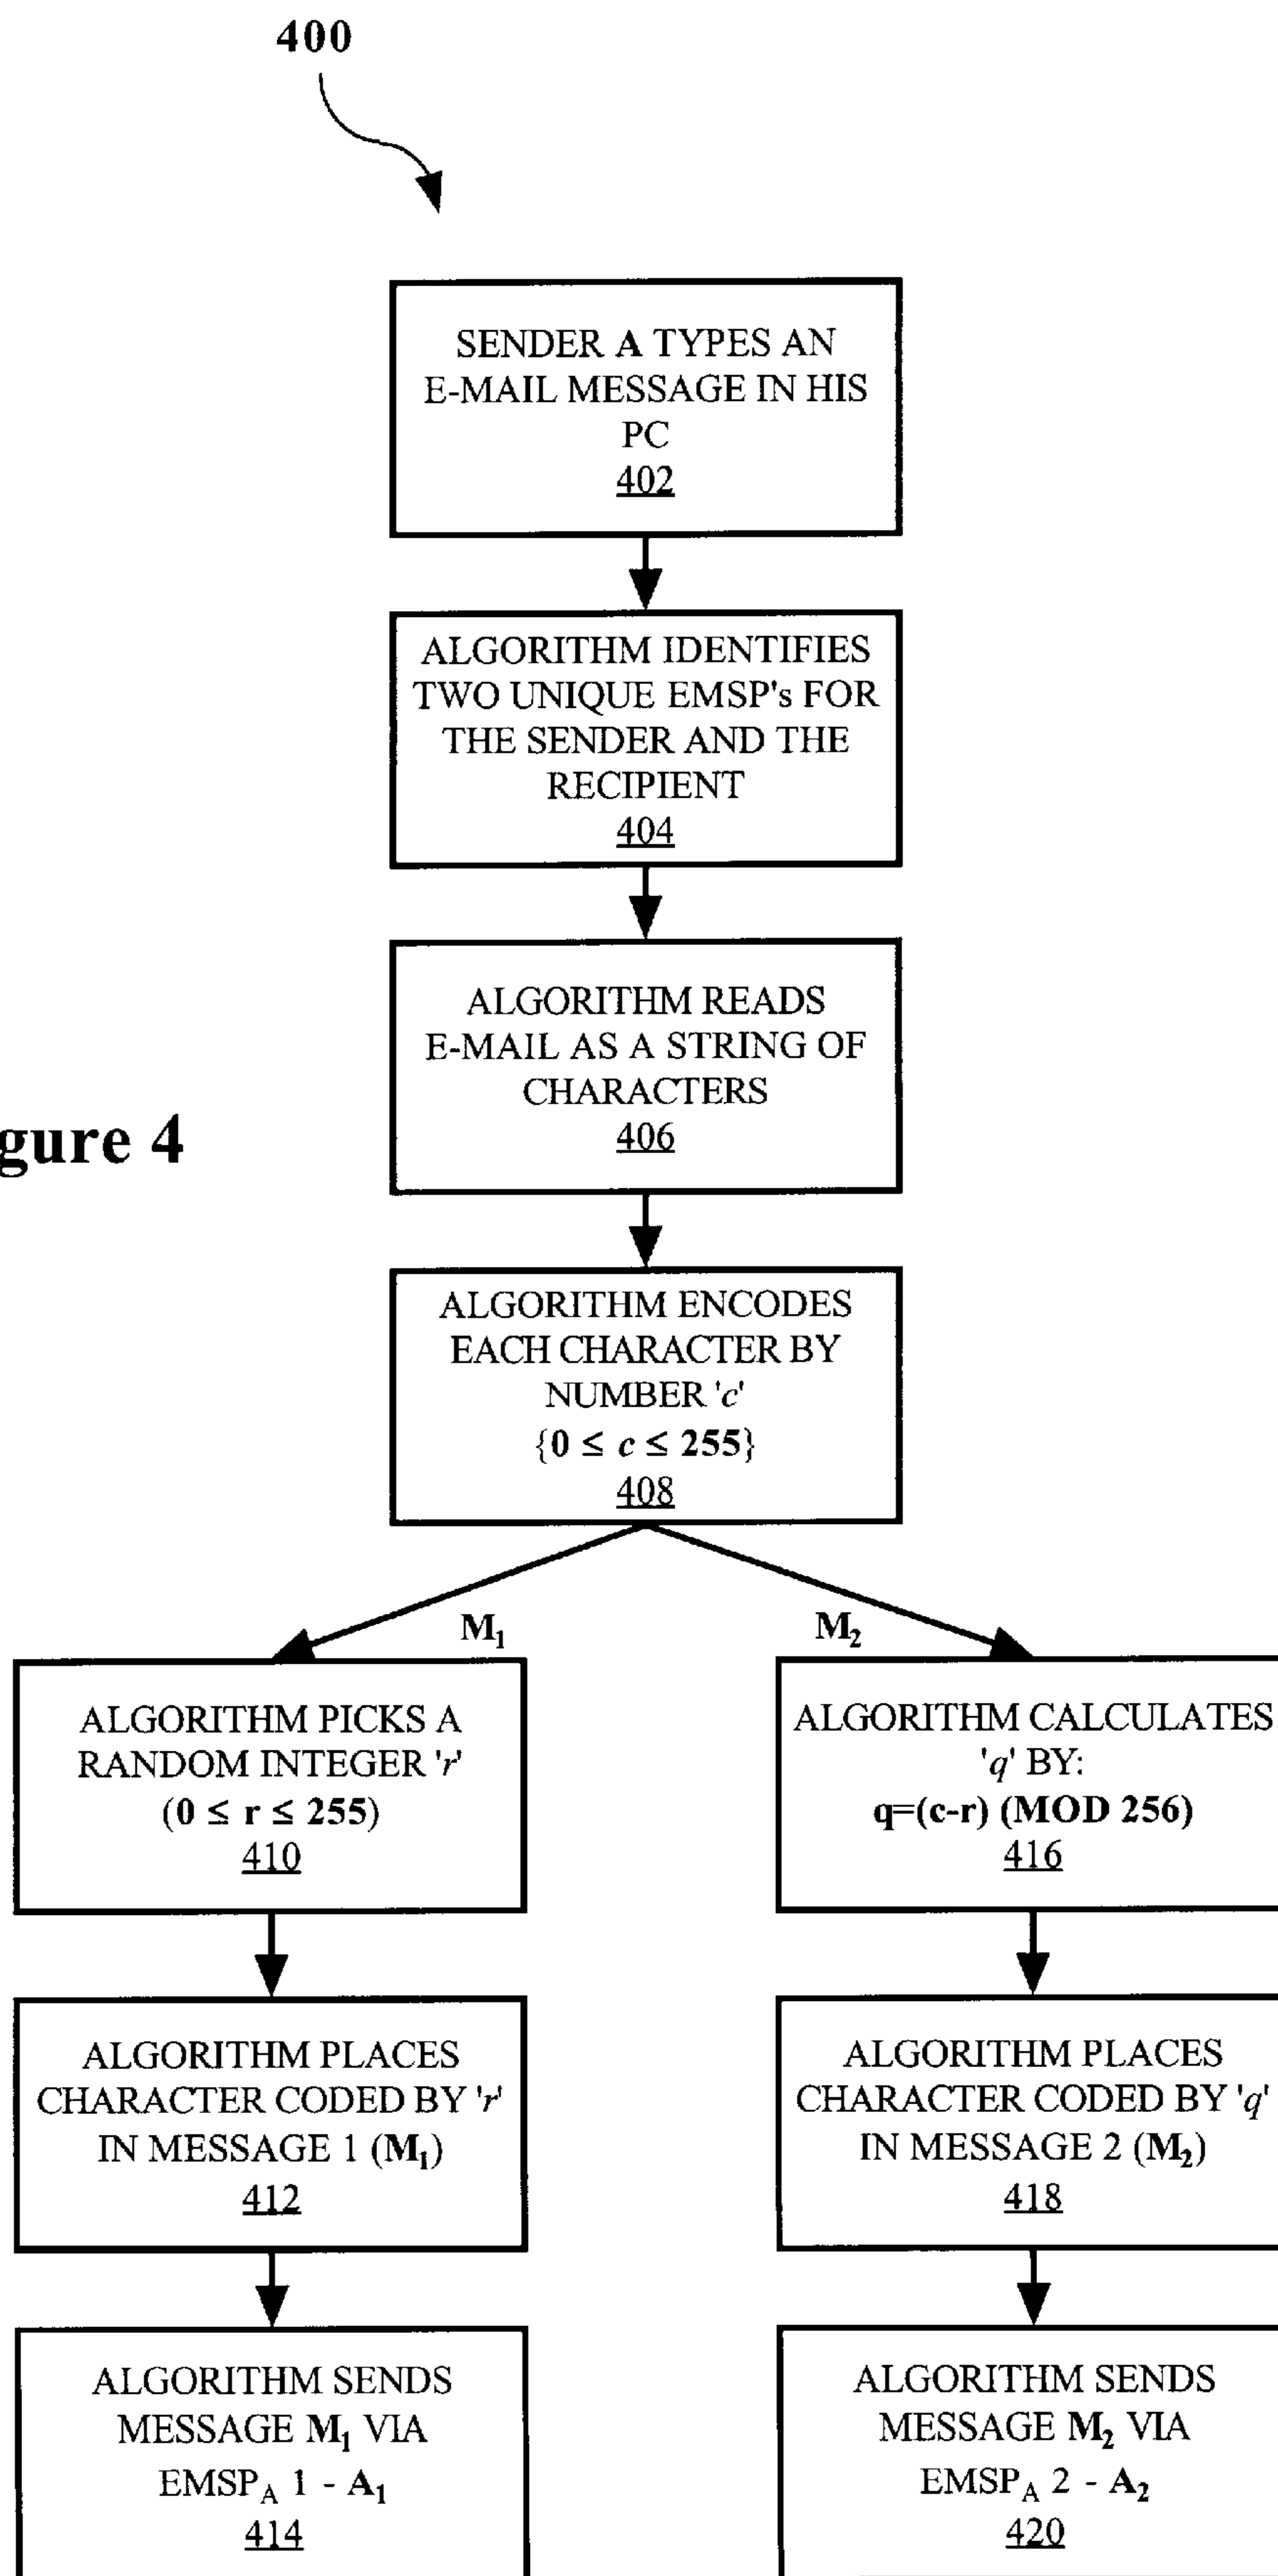 400
SENDER A TYPES AN
E-MAIL MESSAGE IN HIS
PC
402
ALGORITHM IDENTIFIES
TWO UNIQUE EMSP's FOR
THE SENDER AND THE
RECIPIENT
404
ALGORITHM READS
E-MAIL AS A STRING OF
CHARACTERS
406
gure 4
ALGORITHM ENCODES
EACH CHARACTER BY
NUMBER 'c'
{0 ≤ c ≤ 255}
408
M₁
M₂
ALGORITHM PICKS A
RANDOM INTEGER 'r'
(0 ≤ r ≤ 255)
410
ALGORITHM PLACES
CHARACTER CODED BY 'r'
IN MESSAGE 1 (M₁)
412
ALGORITHM SENDS
MESSAGE M₁ VIA
EMSP_A 1 - A₁
414
ALGORITHM CALCULATES
'q' BY:
q=(c-r) (MOD 256)
416
ALGORITHM PLACES
CHARACTER CODED BY 'q'
IN MESSAGE 2 (M₂)
418
ALGORITHM SENDS
MESSAGE M₂ VIA
EMSP_A 2 - A₂
420